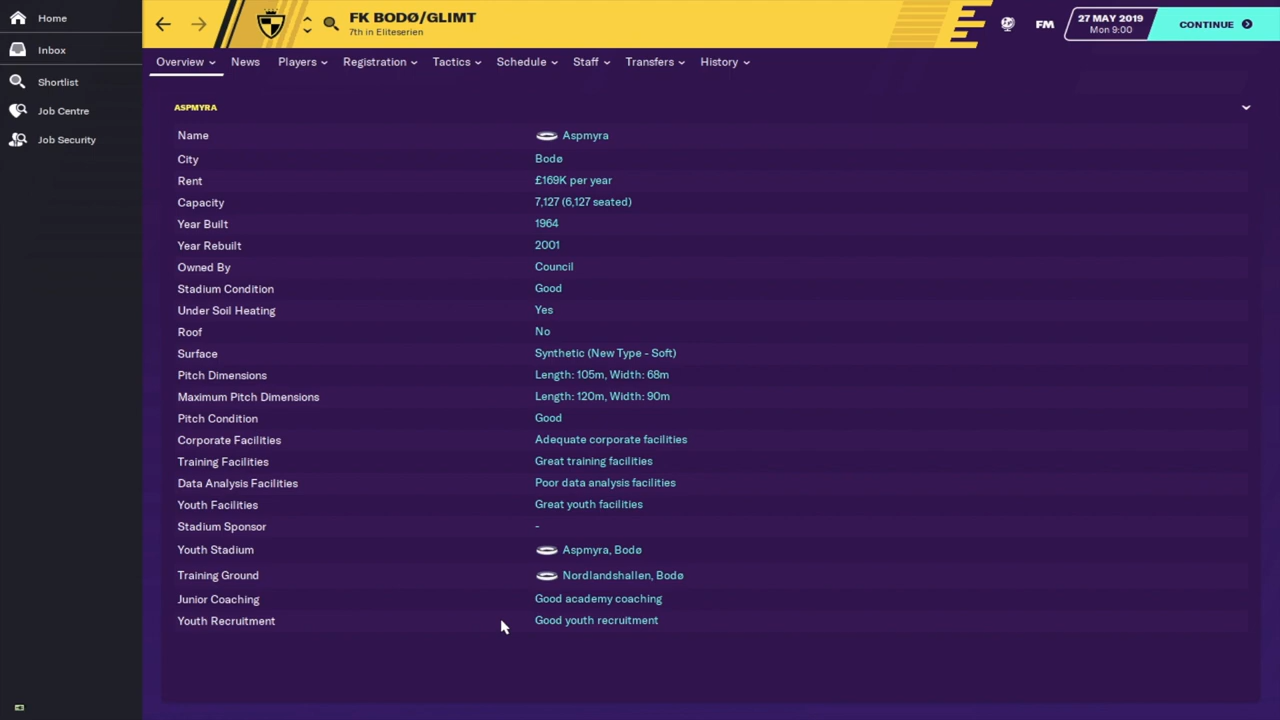 Home
Inbox
Shortlist
Job Centre
Job Security
FK BODØ/GLIMT
7th in Eliteserien
FM
27 MAY 2019
Mon 9:00
CONTINUE
Overview News Players Registration Tactics Schedule Staff Transfers History
ASPMYRA
Name Aspmyra
City Bodø
Rent £169K per year
Capacity 7,127 (6,127 seated)
Year Built 1964
Year Rebuilt 2001
Owned By Council
Stadium Condition Good
Under Soil Heating Yes
Roof No
Surface Synthetic (New Type - Soft)
Pitch Dimensions Length: 105m, Width: 68m
Maximum Pitch Dimensions Length: 120m, Width: 90m
Pitch Condition Good
Corporate Facilities Adequate corporate facilities
Training Facilities Great training facilities
Data Analysis Facilities Poor data analysis facilities
Youth Facilities Great youth facilities
Stadium Sponsor -
Youth Stadium Aspmyra, Bodø
Training Ground Nordlandshallen, Bodø
Junior Coaching Good academy coaching
Youth Recruitment Good youth recruitment